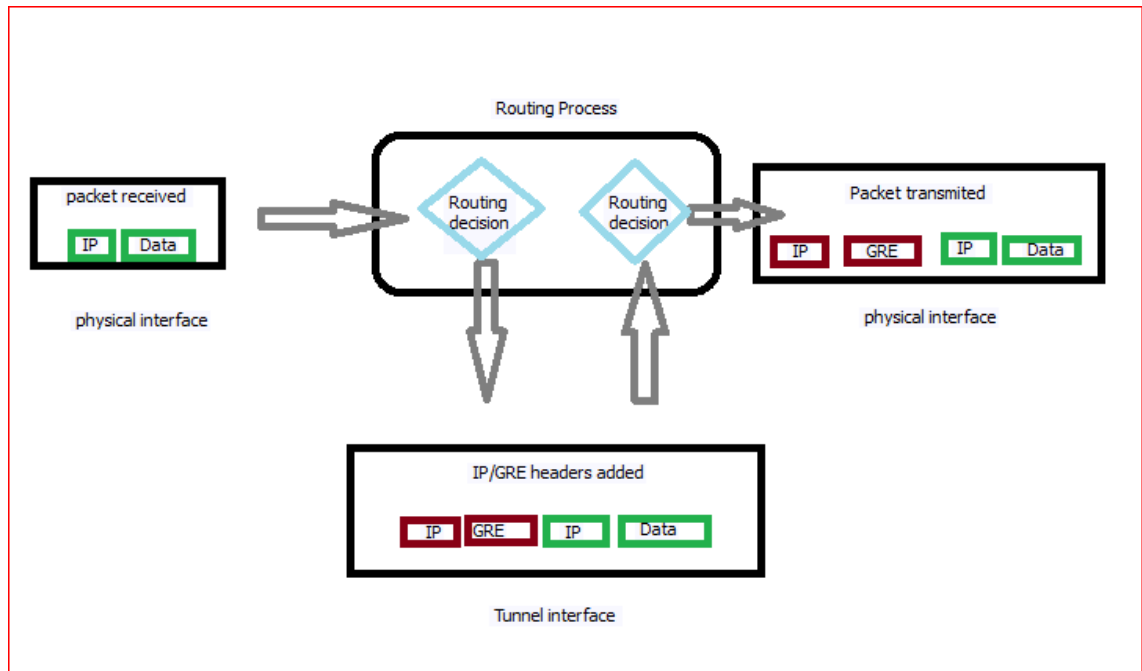 Routing Process
packet received
IP Data
physical interface
Routing
decision
Routing
decision
Packet transmited
IP GRE IP Data
physical interface
IP/GRE headers added
IP GRE IP Data
Tunnel interface